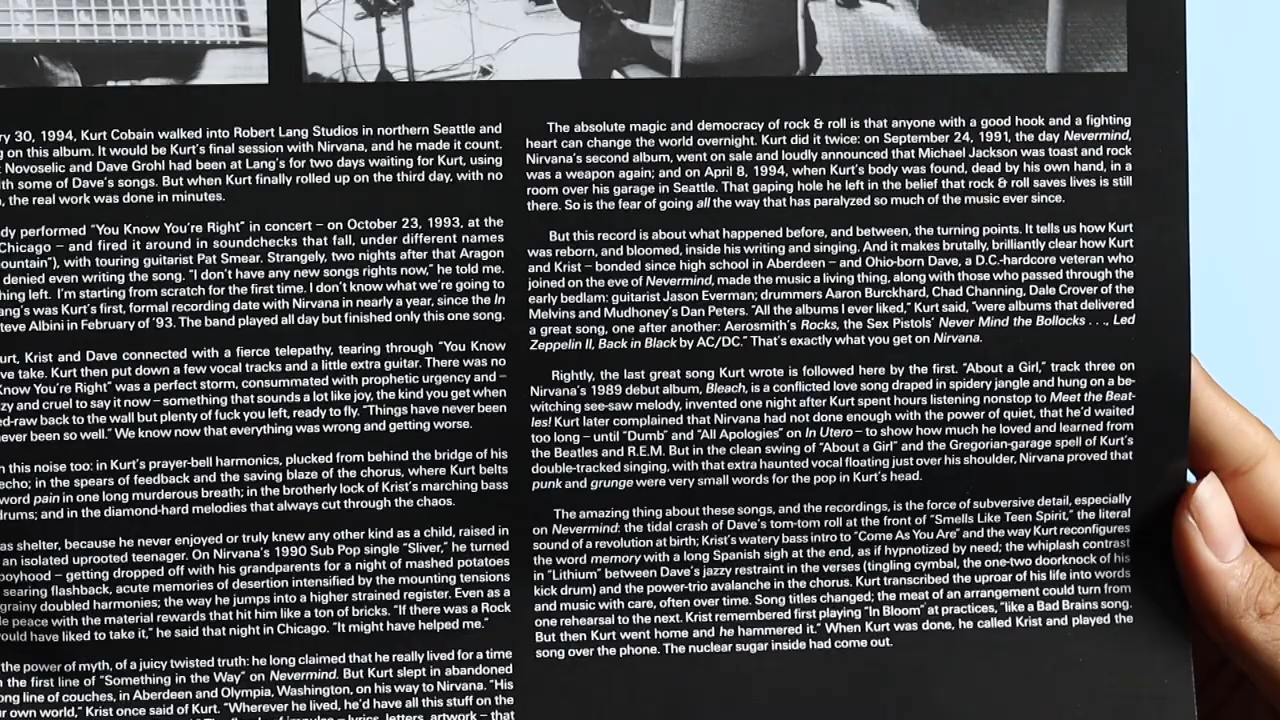 ry 30, 1994, Kurt Cobain walked into Robert Lang Studios in northern Seattle and
g on this album. It would be Kurt's final session with Nirvana, and he made it count.
t Novoselic and Dave Grohl had been at Lang's for two days waiting for Kurt, using
th some of Dave's songs. But when Kurt finally rolled up on the third day, with no
, the real work was done in minutes.
dy performed "You Know You're Right" in concert – on October 23, 1993, at the
Chicago – and fired it around in soundchecks that fall, under different names
ountain"), with touring guitarist Pat Smear. Strangely, two nights after that Aragon
denied even writing the song. "I don't have any new songs rights now," he told me.
hing left. I'm starting from scratch for the first time. I don't know what we're going to
ang's was Kurt's first, formal recording date with Nirvana in nearly a year, since the In
teve Albini in February of '93. The band played all day but finished only this one song.
urt, Krist and Dave connected with a fierce telepathy, tearing through "You Know
ve take. Kurt then put down a few vocal tracks and a little extra guitar. There was no
Know You're Right" was a perfect storm, consummated with prophetic urgency and –
zy and cruel to say it now – something that sounds a lot like joy, the kind you get when
ed-raw back to the wall but plenty of fuck you left, ready to fly. "Things have never been
ever been so well." We know now that everything was wrong and getting worse.
n this noise too: in Kurt's prayer-bell harmonics, plucked from behind the bridge of his
echo; in the spears of feedback and the saving blaze of the chorus, where Kurt belts
word pain in one long murderous breath; in the brotherly lock of Krist's marching bass
drums; and in the diamond-hard melodies that always cut through the chaos.
as shelter, because he never enjoyed or truly knew any other kind as a child, raised in
an isolated uprooted teenager. On Nirvana's 1990 Sub Pop single "Sliver," he turned
boyhood – getting dropped off with his grandparents for a night of mashed potatoes
searing flashback, acute memories of desertion intensified by the mounting tensions
grainy doubled harmonies; the way he jumps into a higher strained register. Even as a
le peace with the material rewards that hit him like a ton of bricks. "If there was a Rock
ould have liked to take it," he said that night in Chicago. "It might have helped me."
the power of myth, of a juicy twisted truth: he long claimed that he really lived for a time
n the first line of "Something in the Way" on Nevermind. But Kurt slept in abandoned
ong line of couches, in Aberdeen and Olympia, Washington, on his way to Nirvana. "His
r own world," Krist once said of Kurt. "Wherever he lived, he'd have all this stuff on the
lyrics, letters, artwork – that
The absolute magic and democracy of rock & roll is that anyone with a good hook and a fighting
heart can change the world overnight. Kurt did it twice: on September 24, 1991, the day Nevermind,
Nirvana's second album, went on sale and loudly announced that Michael Jackson was toast and rock
was a weapon again; and on April 8, 1994, when Kurt's body was found, dead by his own hand, in a
room over his garage in Seattle. That gaping hole he left in the belief that rock & roll saves lives is still
there. So is the fear of going all the way that has paralyzed so much of the music ever since.
But this record is about what happened before, and between, the turning points. It tells us how Kurt
was reborn, and bloomed, inside his writing and singing. And it makes brutally, brilliantly clear how Kurt
and Krist – bonded since high school in Aberdeen – and Ohio-born Dave, a D.C.-hardcore veteran who
joined on the eve of Nevermind, made the music a living thing, along with those who passed through the
early bedlam: guitarist Jason Everman; drummers Aaron Burckhard, Chad Channing, Dale Crover of the
Melvins and Mudhoney's Dan Peters. "All the albums I ever liked," Kurt said, "were albums that delivered
a great song, one after another: Aerosmith's Rocks, the Sex Pistols' Never Mind the Bollocks . . . , Led
Zeppelin II, Back in Black by AC/DC." That's exactly what you get on Nirvana.
Rightly, the last great song Kurt wrote is followed here by the first. "About a Girl," track three on
Nirvana's 1989 debut album, Bleach, is a conflicted love song draped in spidery jangle and hung on a be-
witching see-saw melody, invented one night after Kurt spent hours listening nonstop to Meet the Beat-
les! Kurt later complained that Nirvana had not done enough with the power of quiet, that he'd waited
too long – until "Dumb" and "All Apologies" on In Utero – to show how much he loved and learned from
the Beatles and R.E.M. But in the clean swing of "About a Girl" and the Gregorian-garage spell of Kurt's
double-tracked singing, with that extra haunted vocal floating just over his shoulder, Nirvana proved that
punk and grunge were very small words for the pop in Kurt's head.
The amazing thing about these songs, and the recordings, is the force of subversive detail, especially
on Nevermind: the tidal crash of Dave's tom-tom roll at the front of "Smells Like Teen Spirit," the literal
sound of a revolution at birth; Krist's watery bass intro to "Come As You Are" and the way Kurt reconfigures
the word memory with a long Spanish sigh at the end, as if hypnotized by need; the whiplash contrast
in "Lithium" between Dave's jazzy restraint in the verses (tingling cymbal, the one-two doorknock of his
kick drum) and the power-trio avalanche in the chorus. Kurt transcribed the uproar of his life into words
and music with care, often over time. Song titles changed; the meat of an arrangement could turn from
one rehearsal to the next. Krist remembered first playing "In Bloom" at practices, "like a Bad Brains song.
But then Kurt went home and he hammered it." When Kurt was done, he called Krist and played the
song over the phone. The nuclear sugar inside had come out.